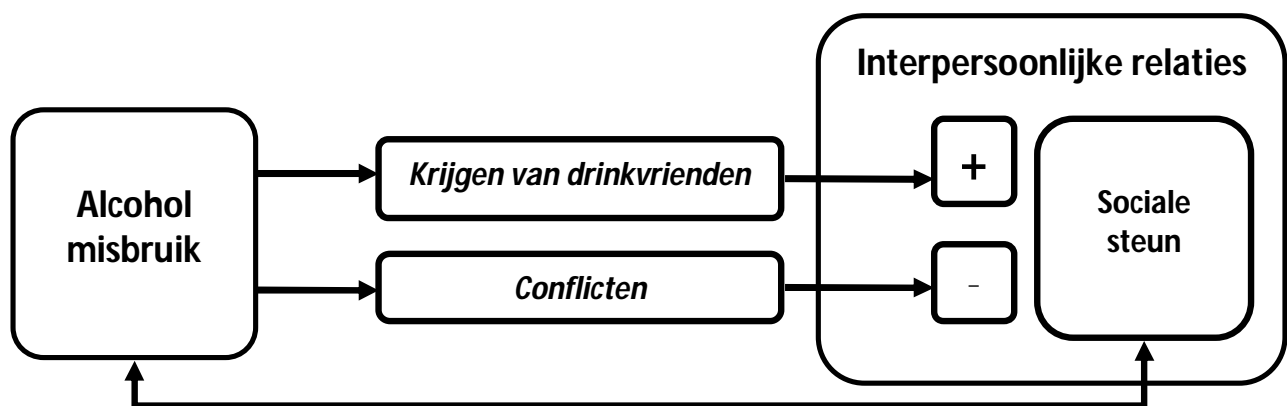 Interpersoonlijke relaties
Alcohol
misbruik
Krijgen van drinkvrienden
+
Sociale
steun
Conflicten
-